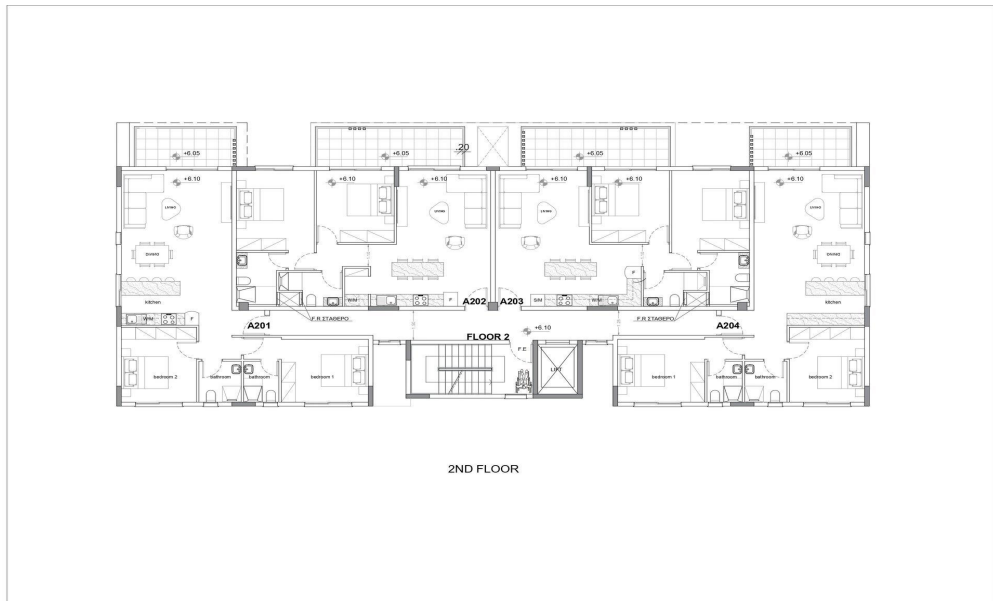 +6.05
+6.05
.20
+6.05
+6.05
+6.10
+6.10
+6.10
+6.10
+6.10
+6.10
LIVING
LIVING
LIVING
LIVING
DINING
DINING
kitchen
kitchen
W/M
F
W/M
F
A202
A203
S/M
W/M
F
A201
F.R ΣΤΑΘΕΡΟ
F.R ΣΤΑΘΕΡΟ
A204
+6.10
FLOOR 2
F.E
LIFT
bedroom 2
bathroom
bathroom
bedroom 1
bedroom 1
bathroom
bathroom
bedroom 2
2ND FLOOR